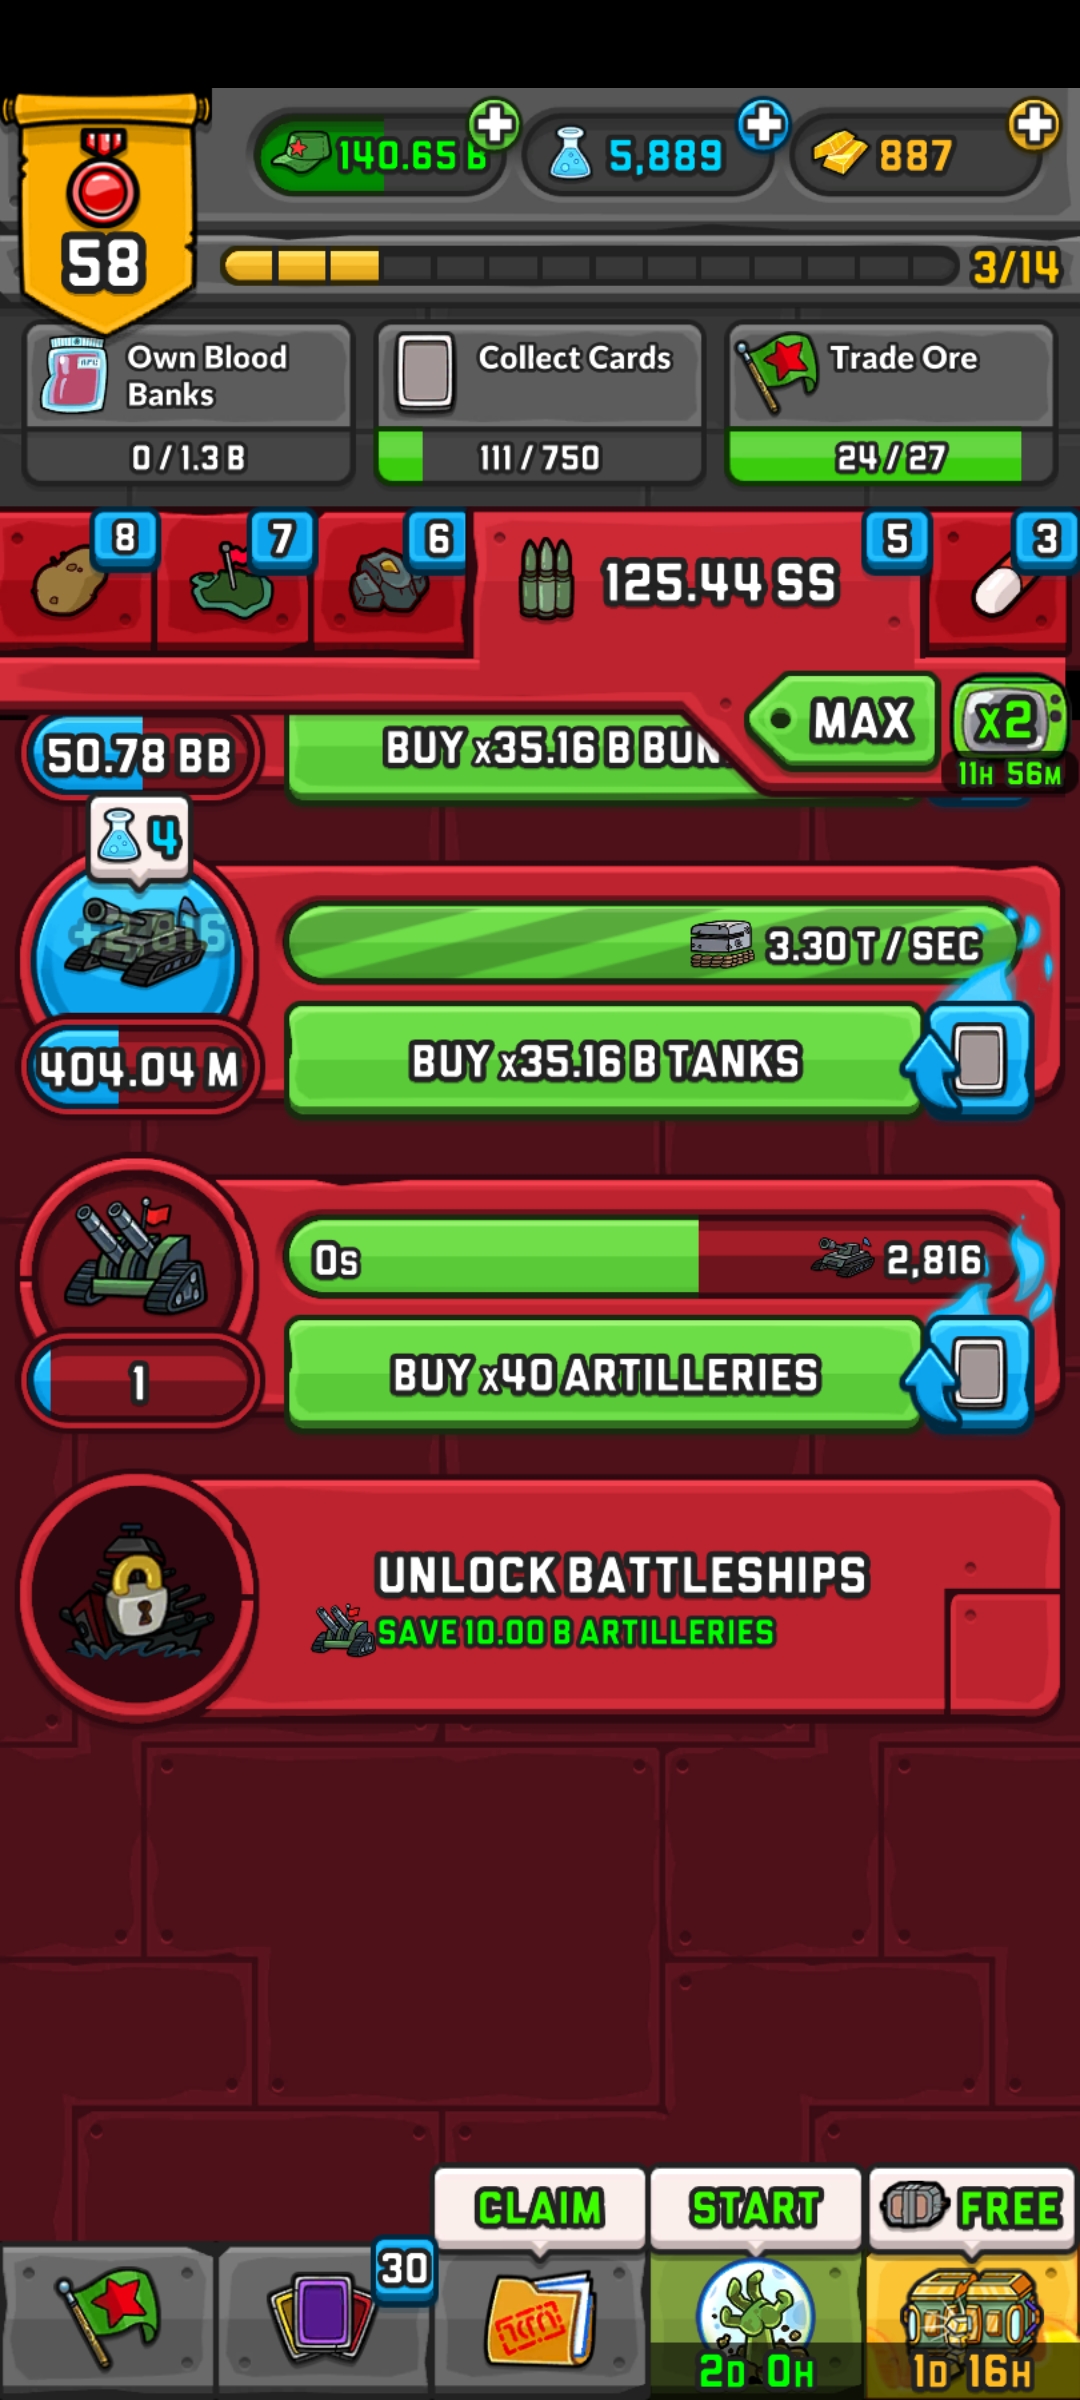 140.65 B
5,889
887
58
3/14
Own Blood
Banks
0 / 1.3 B
Collect Cards
111 / 750
Trade Ore
24 / 27
8
7
6
125.44 SS
5
3
MAX
x2
11H 56M
50.78 BB
BUY x35.16 B BUN
4
+2,816
3.30 T / SEC
404.04 M
BUY x35.16 B TANKS
0s
2,816
1
BUY x40 ARTILLERIES
UNLOCK BATTLESHIPS
SAVE 10.00 B ARTILLERIES
CLAIM
START
FREE
30
2D 0H
1D 16H